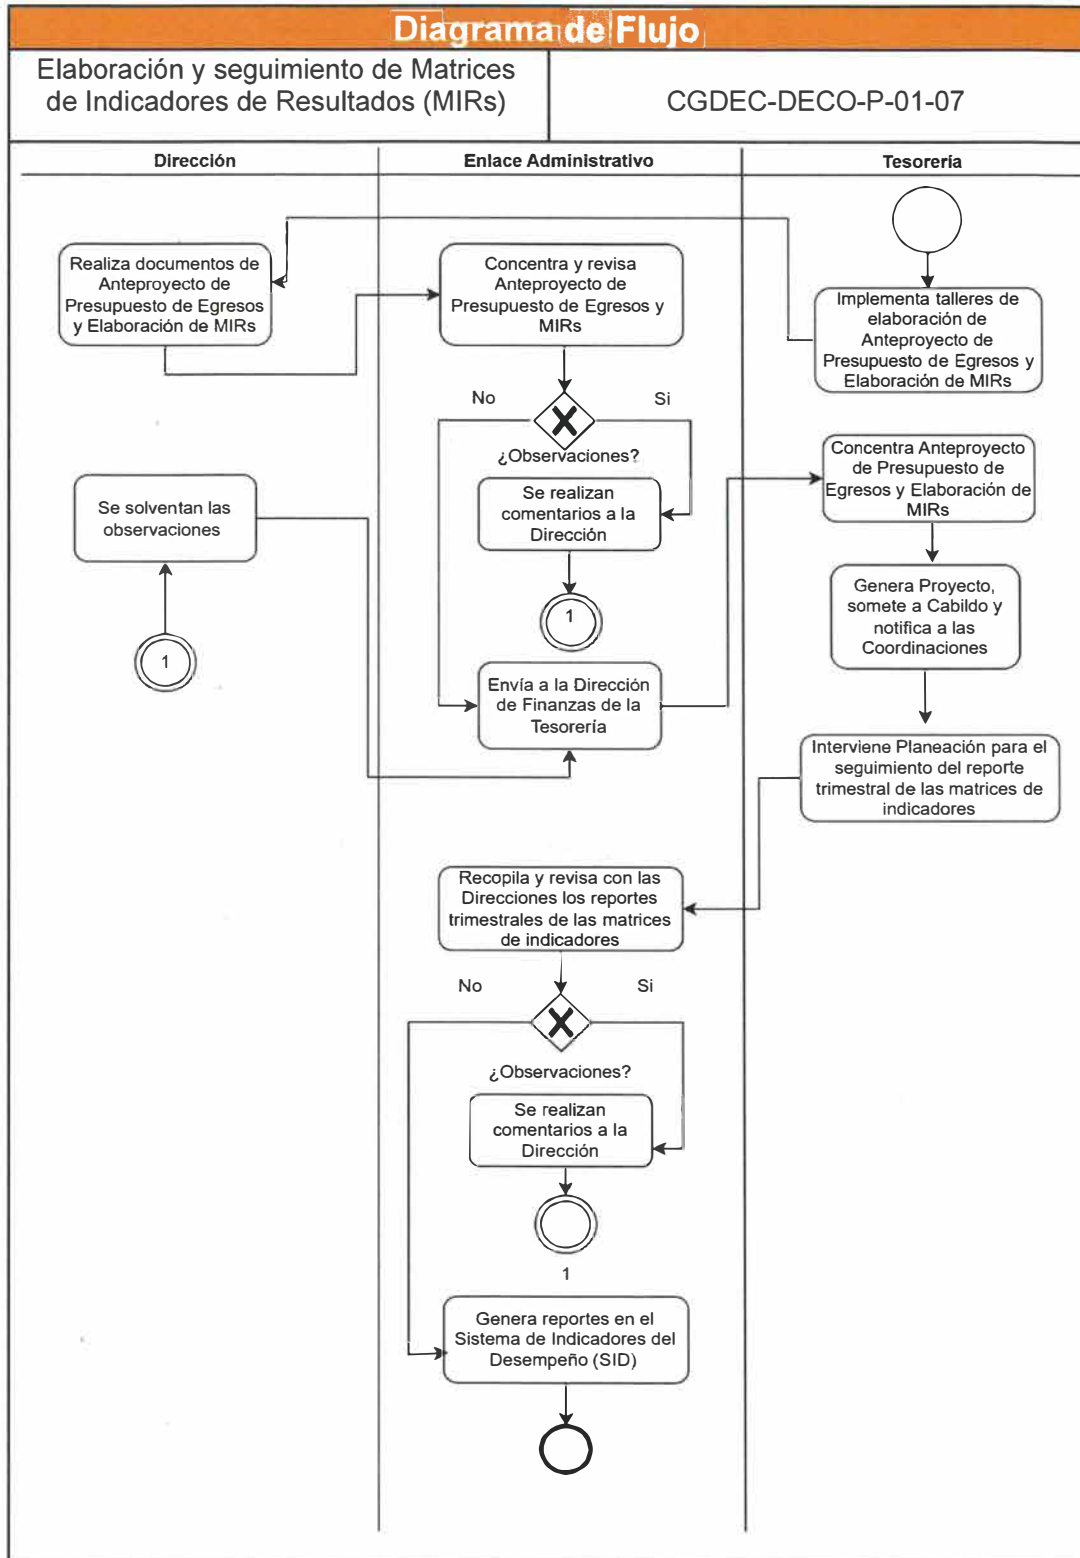 Diagrama de Flujo
Elaboración y seguimiento de Matrices
de Indicadores de Resultados (MIRs)
CGDEC-DECO-P-01-07
Dirección
Enlace Administrativo
Tesorería
Realiza documentos de
Anteproyecto de
Presupuesto de Egresos
y Elaboración de MIRs
Concentra y revisa
Anteproyecto de
Presupuesto de Egresos y
MIRs
Implementa talleres de
elaboración de
Anteproyecto de
Presupuesto de Egresos y
Elaboración de MIRs
No
Si
¿Observaciones?
Se realizan
comentarios a la
Dirección
1
Concentra Anteproyecto
de Presupuesto de
Egresos y Elaboración de
MIRs
Se solventan las
observaciones
1
Genera Proyecto,
somete a Cabildo y
notifica a las
Coordinaciones
Envía a la Dirección
de Finanzas de la
Tesorería
Interviene Planeación para el
seguimiento del reporte
trimestral de las matrices de
indicadores
Recopila y revisa con las
Direcciones los reportes
trimestrales de las matrices
de indicadores
No
Si
¿Observaciones?
Se realizan
comentarios a la
Dirección
1
Genera reportes en el
Sistema de Indicadores del
Desempeño (SID)